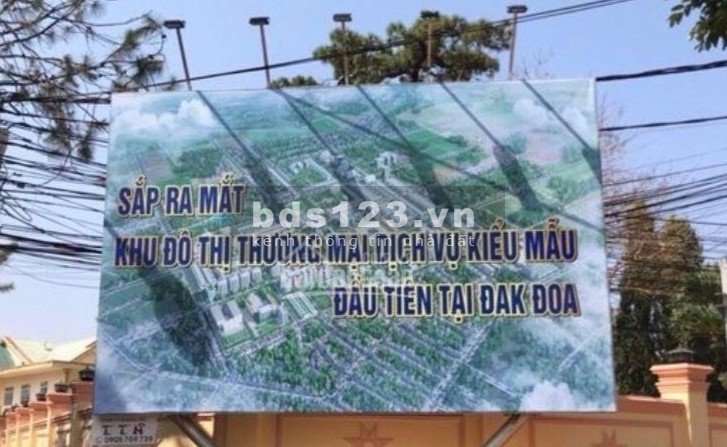 SẮP RA MẮT
bds123.vn
kênh thông tin nhà đất
KHU ĐÔ THỊ THƯƠNG MẠI DỊCH VỤ KIỂU MẪU
ĐẦU TIÊN TẠI ĐAK ĐOA